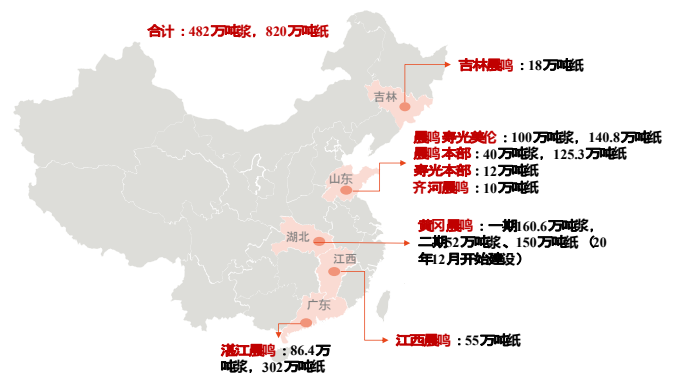 合计：482万吨浆，820万吨纸
吉林晨鸣：18万吨纸
吉林
晨鸣寿光美伦：100万吨浆，140.8万吨纸
晨鸣本部：40万吨浆，125.3万吨纸
寿光本部：12万吨纸
齐河晨鸣：10万吨纸
山东
黄冈晨鸣：一期160.6万吨浆，
二期52万吨浆、150万吨纸（20
年12月开始建设）
湖北
江西
广东
江西晨鸣：55万吨纸
湛江晨鸣：86.4万
吨浆，302万吨纸